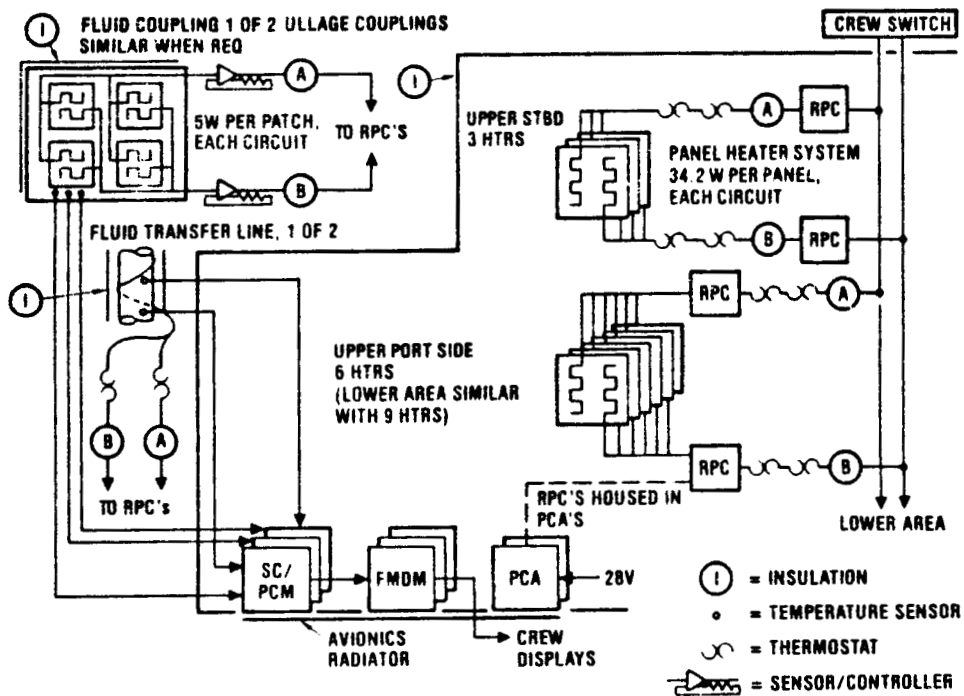 I
FLUID COUPLING 1 OF 2 ULLAGE COUPLINGS
SIMILAR WHEN REQ
CREW SWITCH
I
A
5W PER PATCH,
EACH CIRCUIT
TO RPC'S
B
UPPER STBD
3 HTRS
A
RPC
PANEL HEATER SYSTEM
34.2 W PER PANEL,
EACH CIRCUIT
B
RPC
FLUID TRANSFER LINE, 1 OF 2
I
RPC
A
UPPER PORT SIDE
6 HTRS
(LOWER AREA SIMILAR
WITH 9 HTRS)
B
A
TO RPC's
RPC
B
RPC'S HOUSED IN
PCA'S
LOWER AREA
SC/
PCM
FMDM
PCA
28V
AVIONICS
RADIATOR
CREW
DISPLAYS
I = INSULATION
= TEMPERATURE SENSOR
= THERMOSTAT
= SENSOR/CONTROLLER